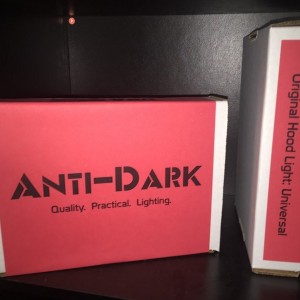 ANTI-DARK
Quality. Practical. Lighting.
Original Hood Light Universal